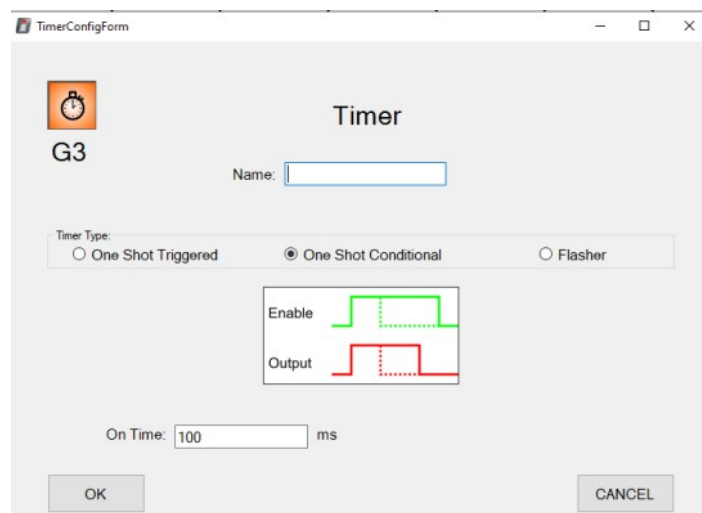 TimerConfigForm
Timer
G3
Name:
Timer Type:
One Shot Triggered One Shot Conditional Flasher
Enable
Output
On Time: 100 ms
OK CANCEL